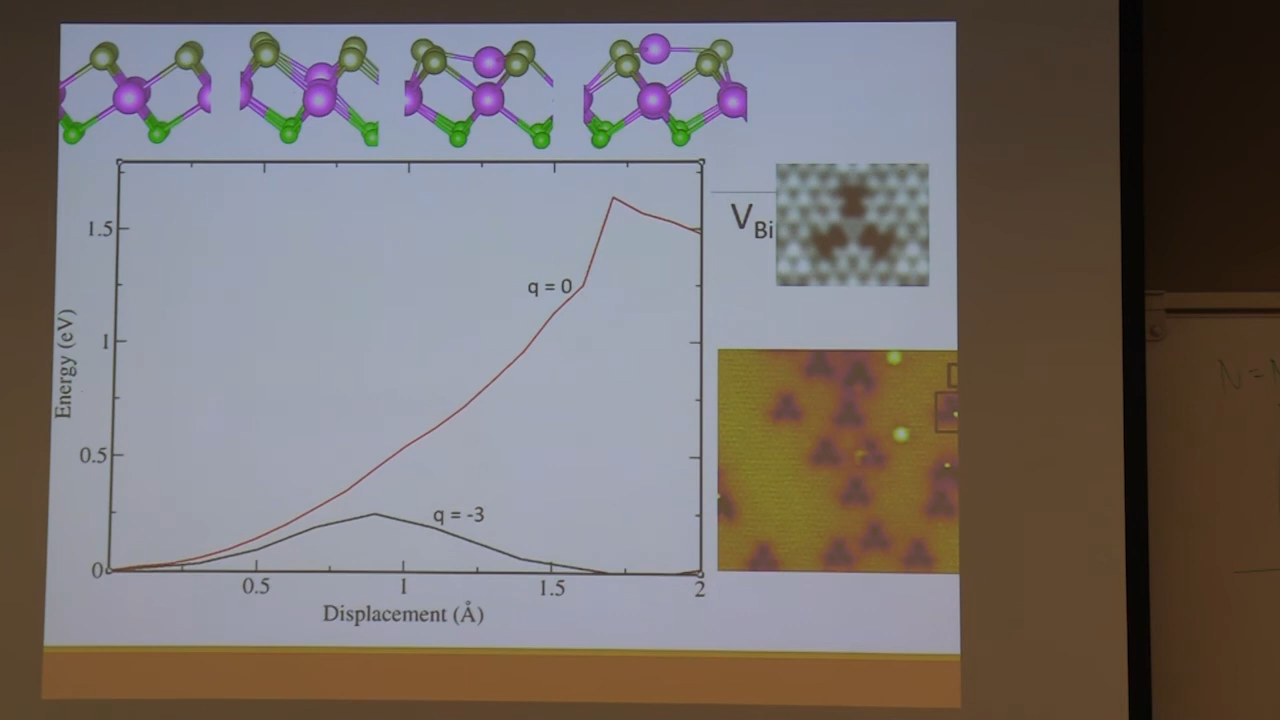 V_Bi
1.5
1
0.5
0
Energy (eV)
q = 0
q = -3
0.5
1
1.5
2
Displacement (Å)
N =